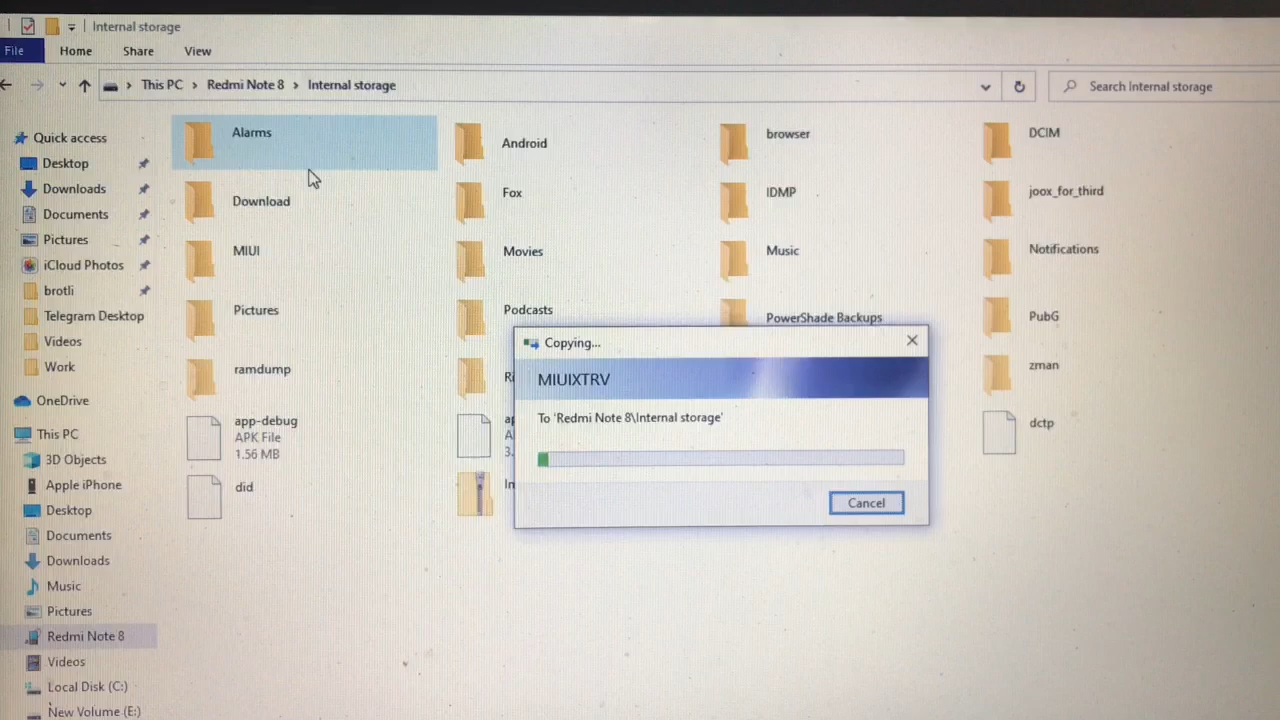 Internal storage
File Home Share View
This PC > Redmi Note 8 > Internal storage
Search Internal storage
Quick access
Desktop
Downloads
Documents
Pictures
iCloud Photos
brotli
Telegram Desktop
Videos
Work
OneDrive
This PC
3D Objects
Apple iPhone
Desktop
Documents
Downloads
Music
Pictures
Redmi Note 8
Videos
Local Disk (C:)
New Volume (E:)
Alarms
Android
browser
DCIM
Download
Fox
IDMP
joox_for_third
MIUI
Movies
Music
Notifications
Pictures
Podcasts
PowerShade Backups
PubG
ramdump
zman
app-debug
APK File
1.56 MB
dctp
did
Copying...
MIUIXTRV
To 'Redmi Note 8\Internal storage'
Cancel